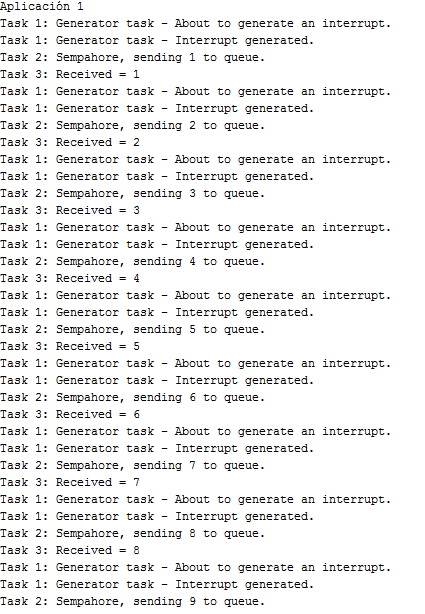 Aplicación 1
Task 1: Generator task - About to generate an interrupt.
Task 1: Generator task - Interrupt generated.
Task 2: Sempahore, sending 1 to queue.
Task 3: Received = 1
Task 1: Generator task - About to generate an interrupt.
Task 1: Generator task - Interrupt generated.
Task 2: Sempahore, sending 2 to queue.
Task 3: Received = 2
Task 1: Generator task - About to generate an interrupt.
Task 1: Generator task - Interrupt generated.
Task 2: Sempahore, sending 3 to queue.
Task 3: Received = 3
Task 1: Generator task - About to generate an interrupt.
Task 1: Generator task - Interrupt generated.
Task 2: Sempahore, sending 4 to queue.
Task 3: Received = 4
Task 1: Generator task - About to generate an interrupt.
Task 1: Generator task - Interrupt generated.
Task 2: Sempahore, sending 5 to queue.
Task 3: Received = 5
Task 1: Generator task - About to generate an interrupt.
Task 1: Generator task - Interrupt generated.
Task 2: Sempahore, sending 6 to queue.
Task 3: Received = 6
Task 1: Generator task - About to generate an interrupt.
Task 1: Generator task - Interrupt generated.
Task 2: Sempahore, sending 7 to queue.
Task 3: Received = 7
Task 1: Generator task - About to generate an interrupt.
Task 1: Generator task - Interrupt generated.
Task 2: Sempahore, sending 8 to queue.
Task 3: Received = 8
Task 1: Generator task - About to generate an interrupt.
Task 1: Generator task - Interrupt generated.
Task 2: Sempahore, sending 9 to queue.